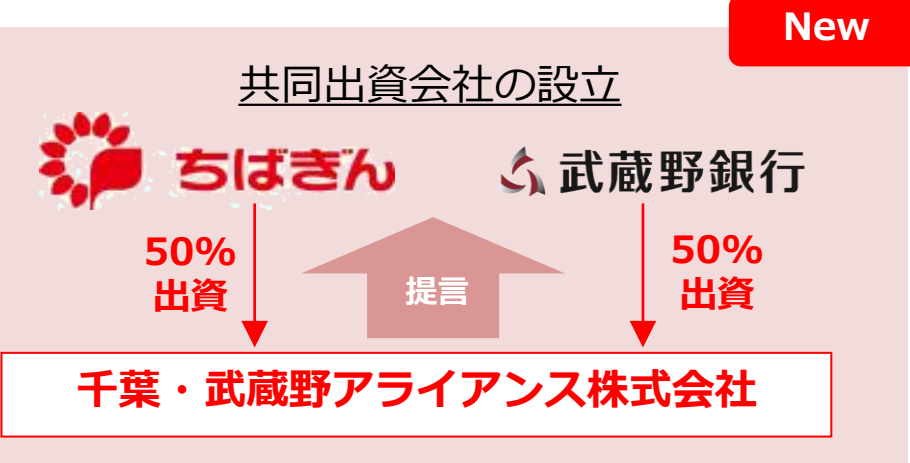 New
共同出資会社の設立
ちばぎん
武蔵野銀行
50%
出資
提言
50%
出資
千葉・武蔵野アライアンス株式会社